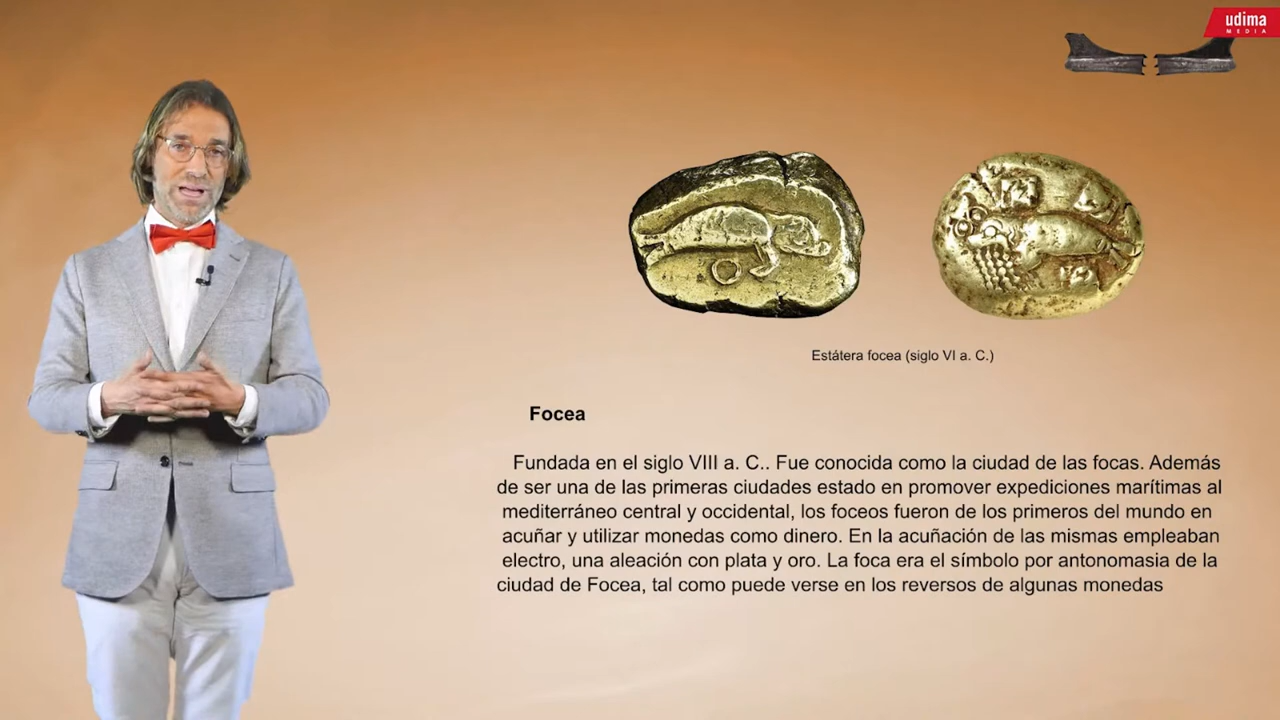 udima
MEDIA
Estátera focea (siglo VI a. C.)
Focea
Fundada en el siglo VIII a. C.. Fue conocida como la ciudad de las focas. Además
de ser una de las primeras ciudades estado en promover expediciones marítimas al
mediterráneo central y occidental, los foceos fueron de los primeros del mundo en
acuñar y utilizar monedas como dinero. En la acuñación de las mismas empleaban
electro, una aleación con plata y oro. La foca era el símbolo por antonomasia de la
ciudad de Focea, tal como puede verse en los reversos de algunas monedas